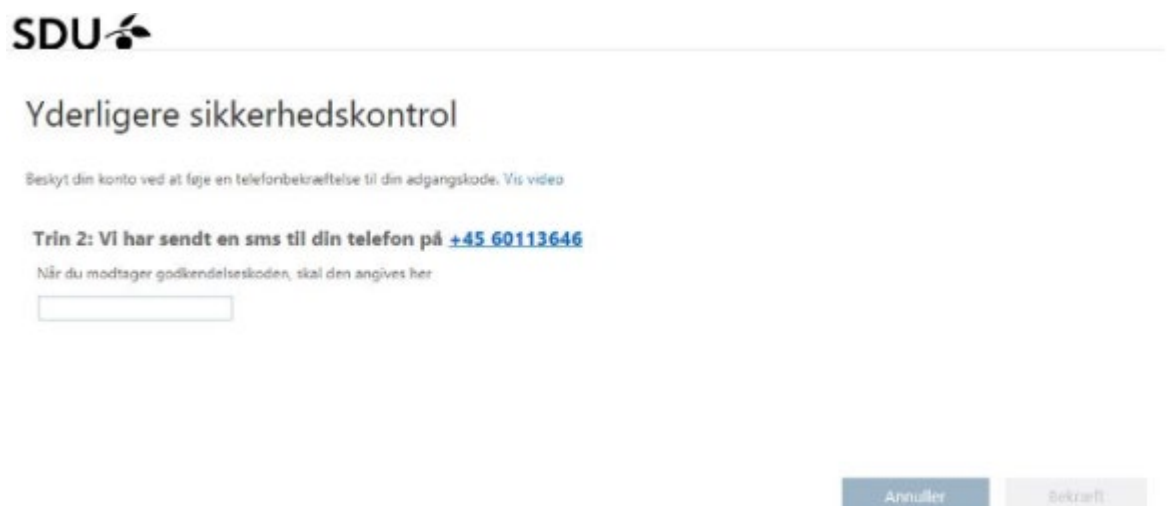 SDU
Yderligere sikkerhedskontrol
Beskyt din konto ved at føje en telefonbekræftelse til din adgangskode. Vis video
Trin 2: Vi har sendt en sms til din telefon på +45 60113646
Når du modtager godkendelseskoden, skal den angives her
Annuller
Bekræft